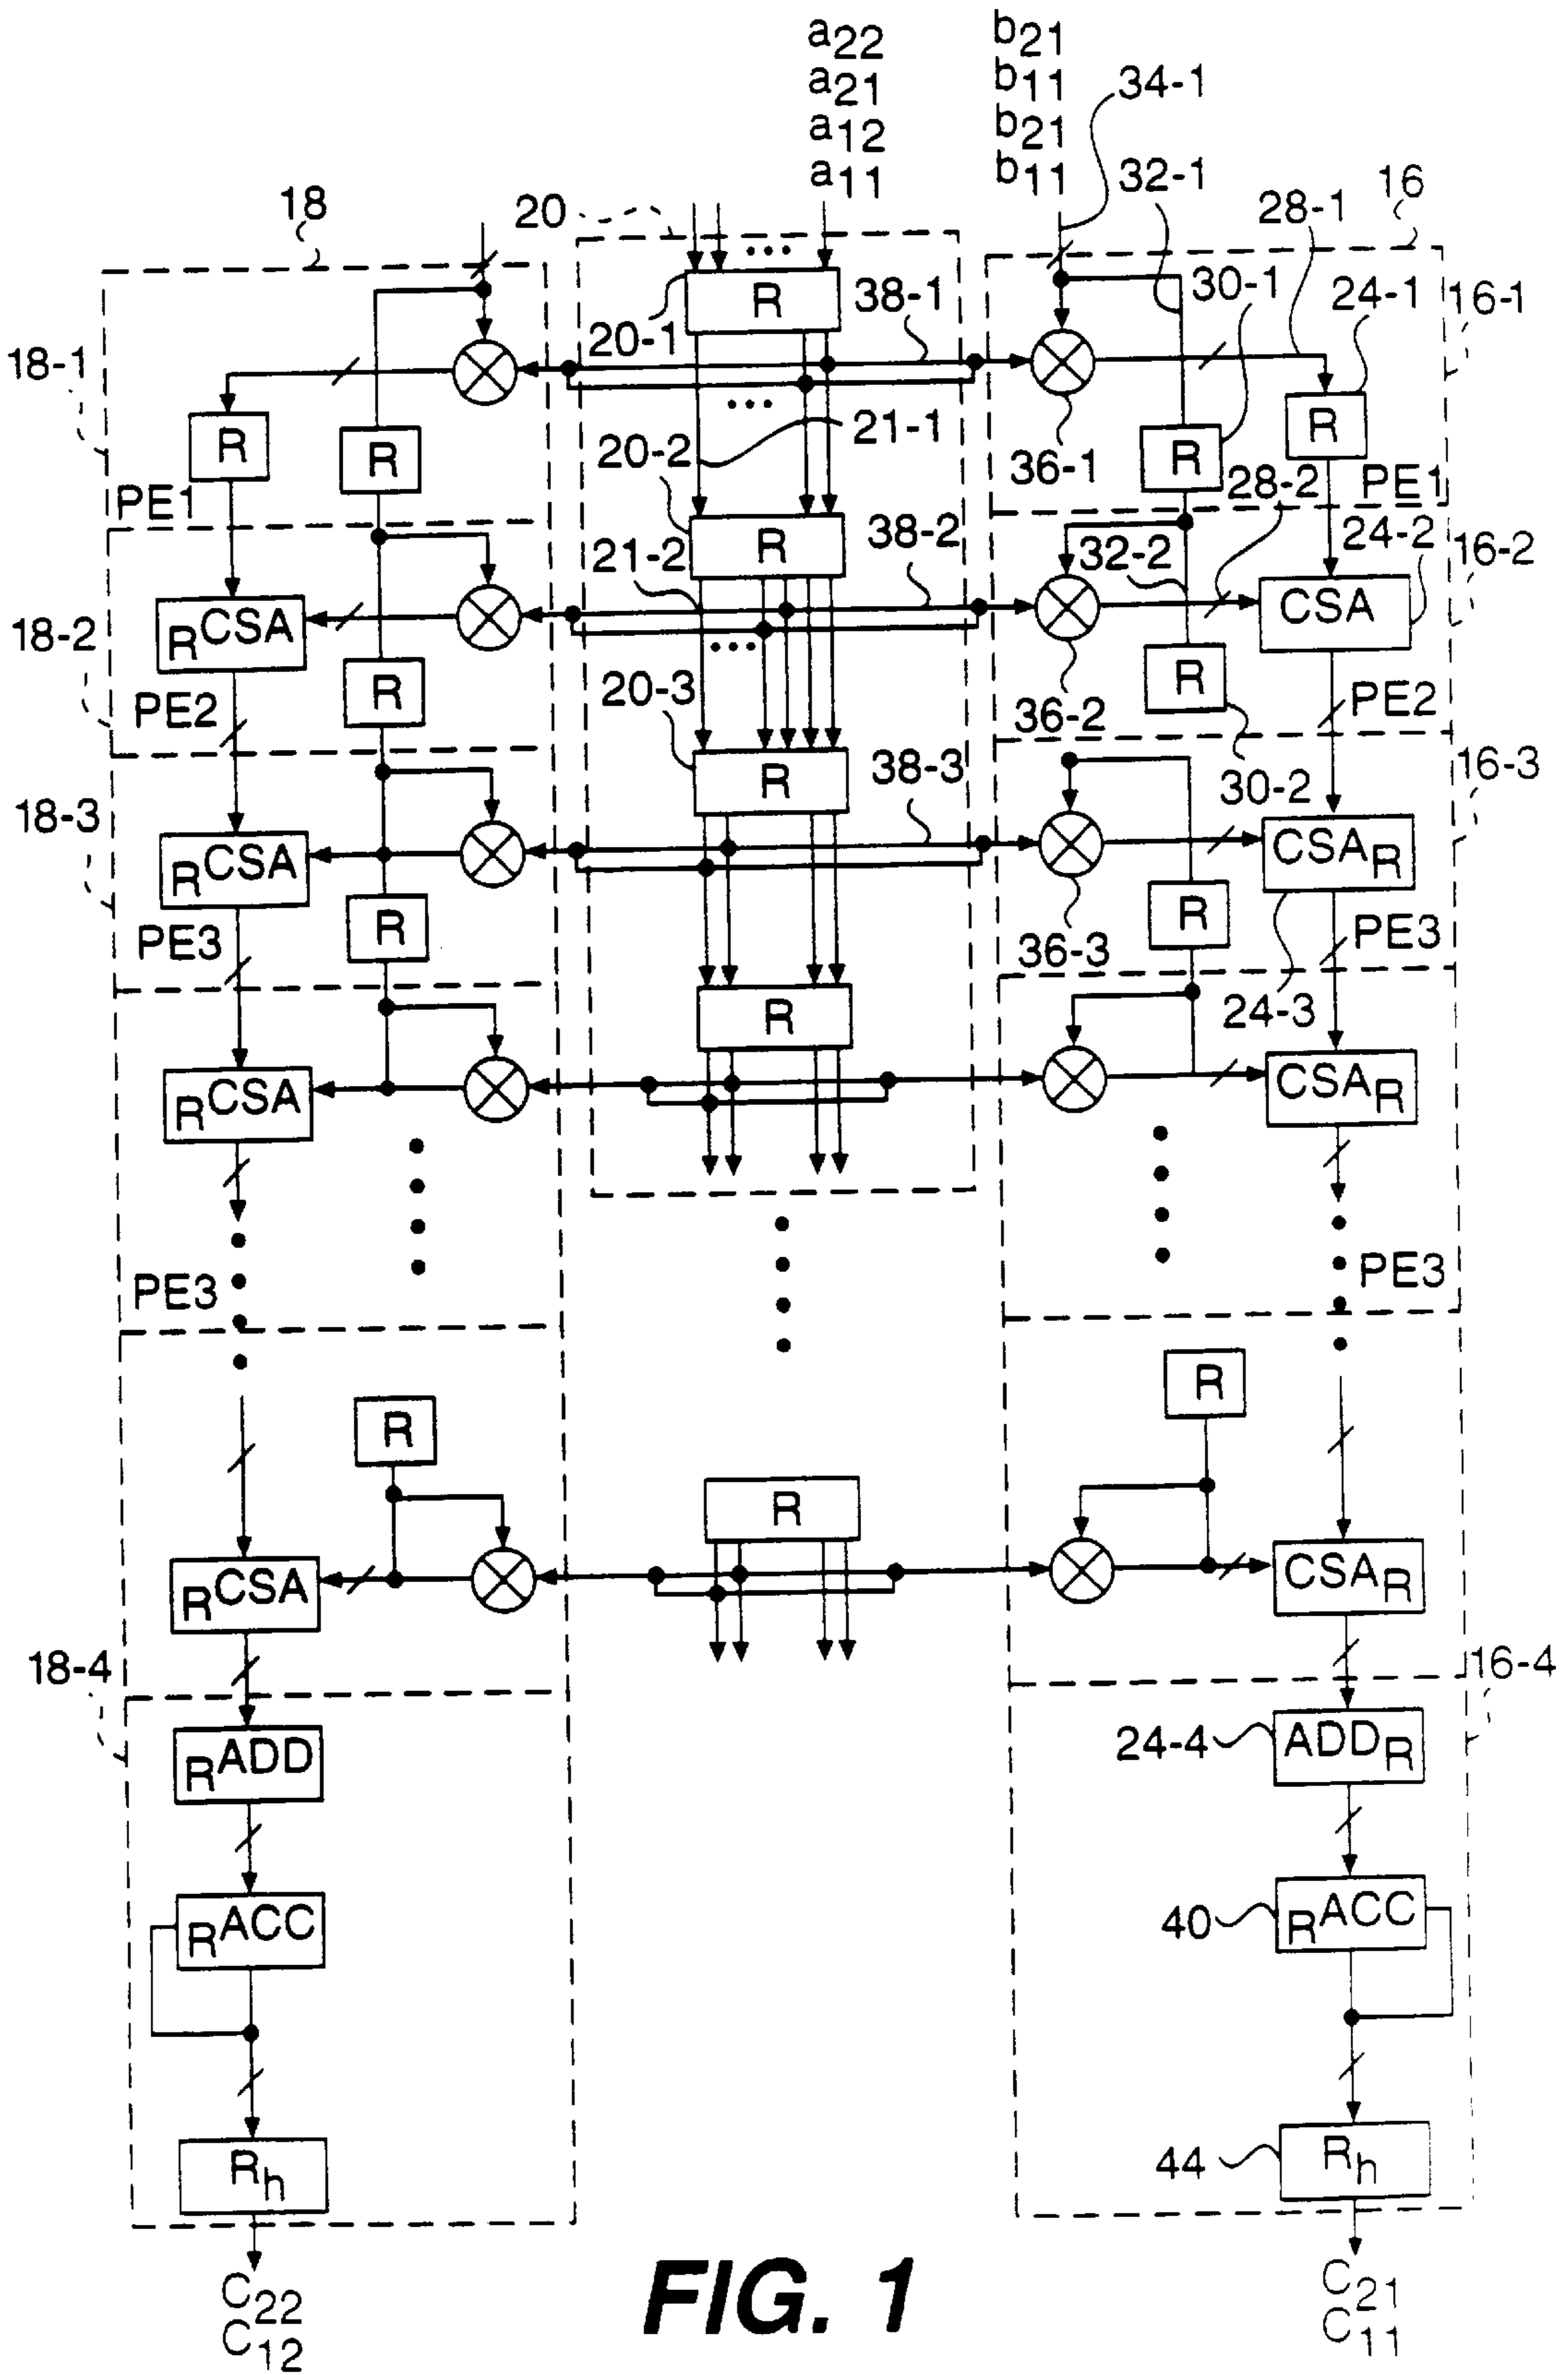 a22 b21
a21 b11 34-1
a12 b21
a11 b11 32-1 16
18 20 28-1
R 38-1 30-1 24-1 16-1
20-1
18-1
R R 20-2 21-1 36-1 R R
PE1 28-2 PE1
R 38-2 32-2 24-2 16-2
21-2
RCSA CSA
18-2
PE2 R 20-3 36-2 R PE2
R 38-3 30-2 16-3
18-3
RCSA CSAR
PE3 R 36-3 R PE3
R 24-3
RCSA CSAR
PE3 PE3
R R
R
RCSA CSAR
18-4 16-4
RADD 24-4 ADDR
RACC 40 RACC
Rh 44 Rh
C22 C21
C12 C11
FIG. 1